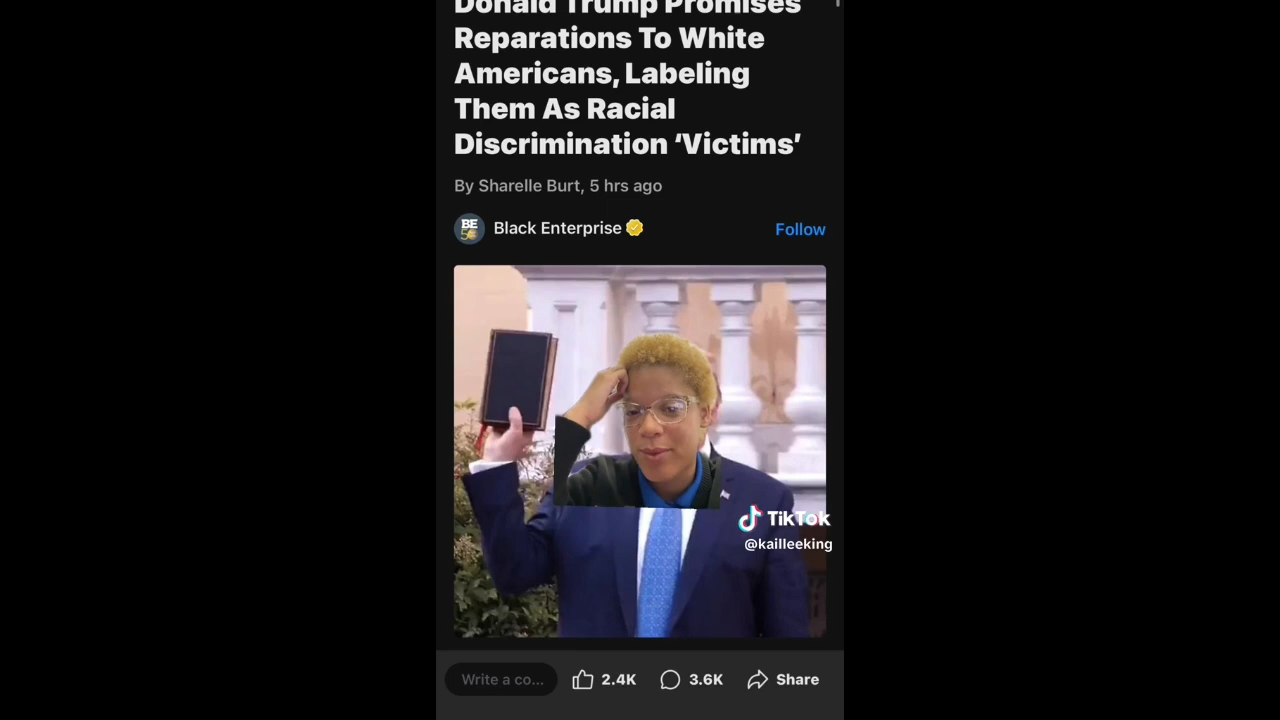 Donald Trump Promises
Reparations To White
Americans, Labeling
Them As Racial
Discrimination ‘Victims’
By Sharelle Burt, 5 hrs ago
BE
Black Enterprise
Follow
TikTok
@kailleeking
Write a co...
2.4K
3.6K
Share